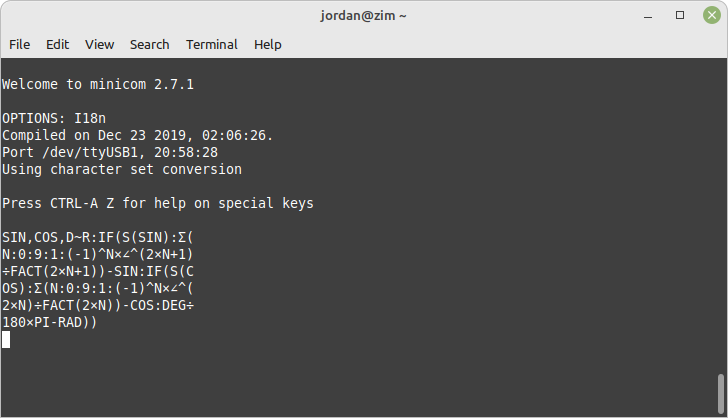 jordan@zim ~
File Edit View Search Terminal Help
Welcome to minicom 2.7.1
OPTIONS: I18n
Compiled on Dec 23 2019, 02:06:26.
Port /dev/ttyUSB1, 20:58:28
Using character set conversion
Press CTRL-A Z for help on special keys
SIN,COS,D~R:IF(S(SIN):Σ(
N:0:9:1:(-1)^N×∠^(2×N+1)
÷FACT(2×N+1))-SIN:IF(S(C
OS):Σ(N:0:9:1:(-1)^N×∠^(
2×N)÷FACT(2×N))-COS:DEG÷
180×PI-RAD))